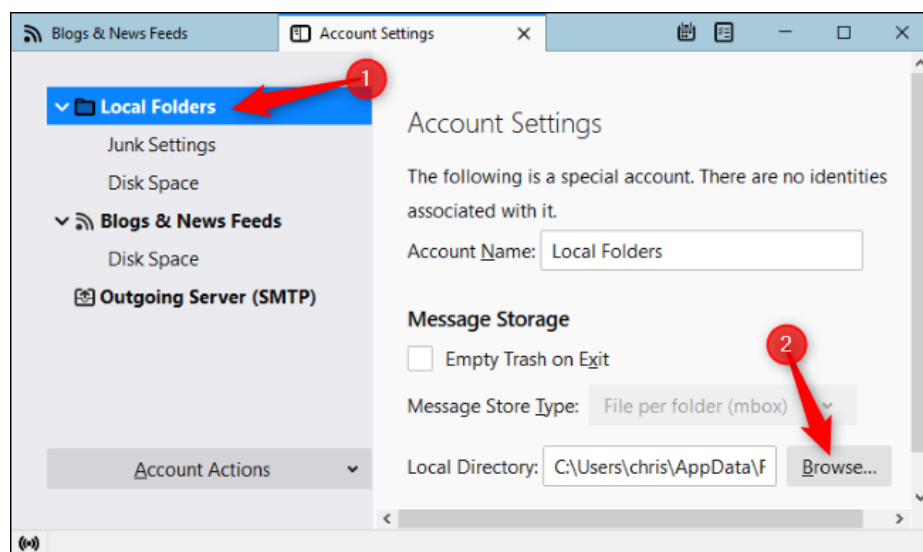 Blogs & News Feeds
Account Settings
1
Local Folders
Junk Settings
Disk Space
Blogs & News Feeds
Disk Space
Outgoing Server (SMTP)
Account Actions
Account Settings
The following is a special account. There are no identities
associated with it.
Account Name: Local Folders
Message Storage
2
Empty Trash on Exit
Message Store Type: File per folder (mbox)
Local Directory: C:\Users\chris\AppData\F Browse...